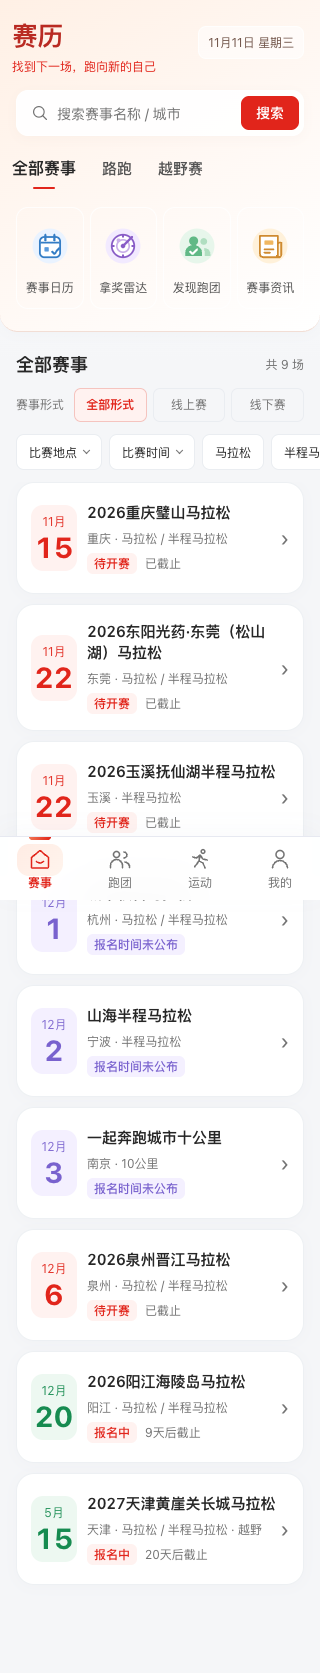 赛历
11月11日 星期三
找到下一场，跑向新的自己
搜索赛事名称 / 城市
搜索
全部赛事 路跑 越野赛
赛事日历 拿奖雷达 发现跑团 赛事资讯
全部赛事
共 9 场
赛事形式 全部形式 线上赛 线下赛
比赛地点 比赛时间 马拉松 半程马
11月
15
2026重庆璧山马拉松
重庆 · 马拉松 / 半程马拉松
待开赛 已截止
11月
22
2026东阳光药·东莞（松山
湖）马拉松
东莞 · 马拉松 / 半程马拉松
待开赛 已截止
11月
22
2026玉溪抚仙湖半程马拉松
玉溪 · 半程马拉松
待开赛 已截止
赛事 跑团 运动 我的
12月
1
杭州 · 马拉松 / 半程马拉松
报名时间未公布
12月
2
山海半程马拉松
宁波 · 半程马拉松
报名时间未公布
12月
3
一起奔跑城市十公里
南京 · 10公里
报名时间未公布
12月
6
2026泉州晋江马拉松
泉州 · 马拉松 / 半程马拉松
待开赛 已截止
12月
20
2026阳江海陵岛马拉松
阳江 · 马拉松 / 半程马拉松
报名中 9天后截止
5月
15
2027天津黄崖关长城马拉松
天津 · 马拉松 / 半程马拉松 · 越野
报名中 20天后截止